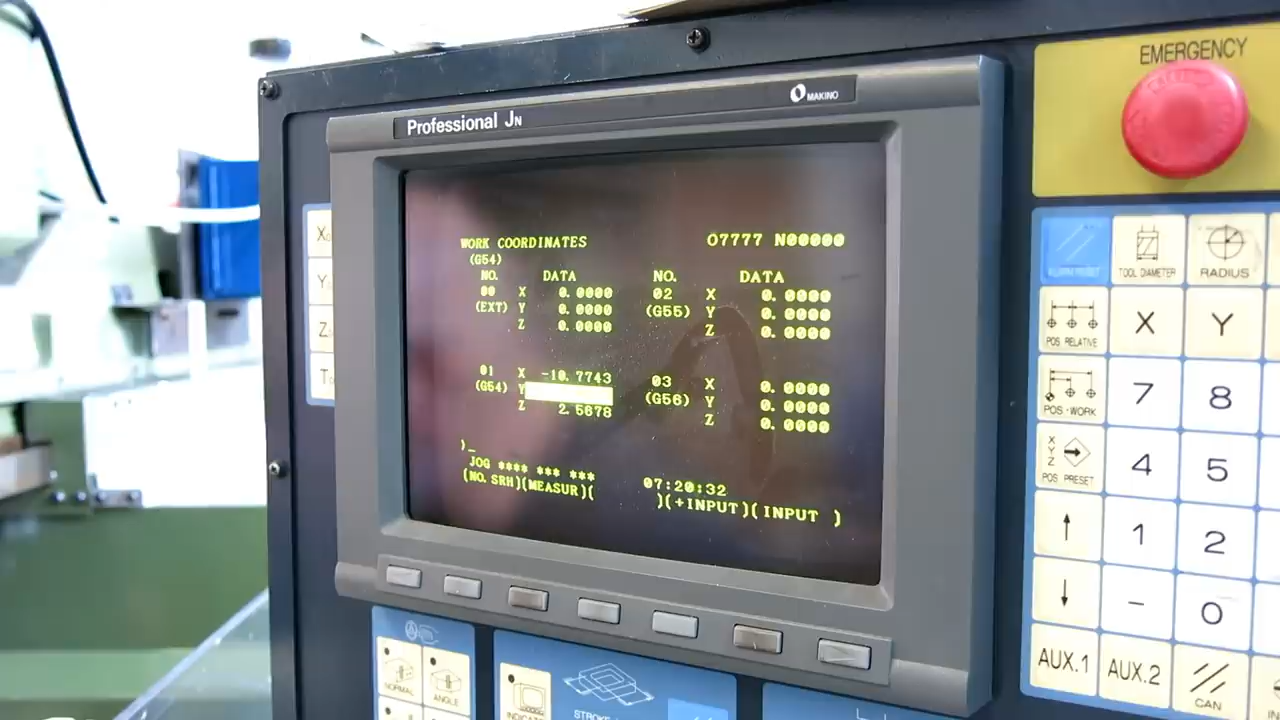 EMERGENCY
MAKINO
Professional JN
WORK COORDINATES O7777 N00000
(G54)
NO. DATA NO. DATA
00 X 0.0000 02 X 0.0000
(EXT) Y 0.0000 (G55) Y 0.0000
Z 0.0000 Z 0.0000
01 X -10.7743 03 X 0.0000
(G54) Y (G56) Y 0.0000
Z 2.5678 Z 0.0000
)_
JOG **** *** *** 07:20:32
(NO.SRH)(MEASUR)( )(+INPUT)(INPUT )
ALARM RESET
TOOL DIAMETER
RADIUS
POS RELATIVE
X
Y
POS-WORK
7
8
X
Y
Z
POS PRESET
4
5
↑
1
2
↓
-
0
AUX.1
AUX.2
CAN
X
Y
Z
T
NORMAL
ANGLE